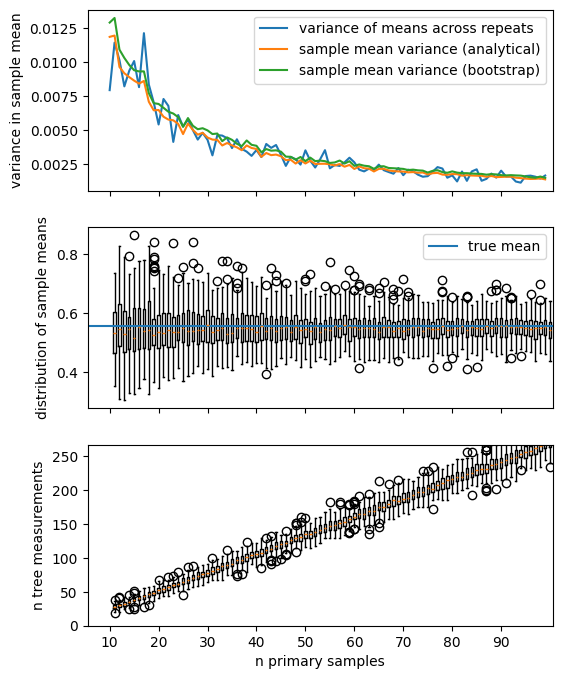 variance in sample mean
0.0125
0.0100
0.0075
0.0050
0.0025
variance of means across repeats
sample mean variance (analytical)
sample mean variance (bootstrap)
distribution of sample means
0.8
0.6
0.4
true mean
n tree measurements
250
200
150
100
50
0
10 20 30 40 50 60 70 80 90
n primary samples